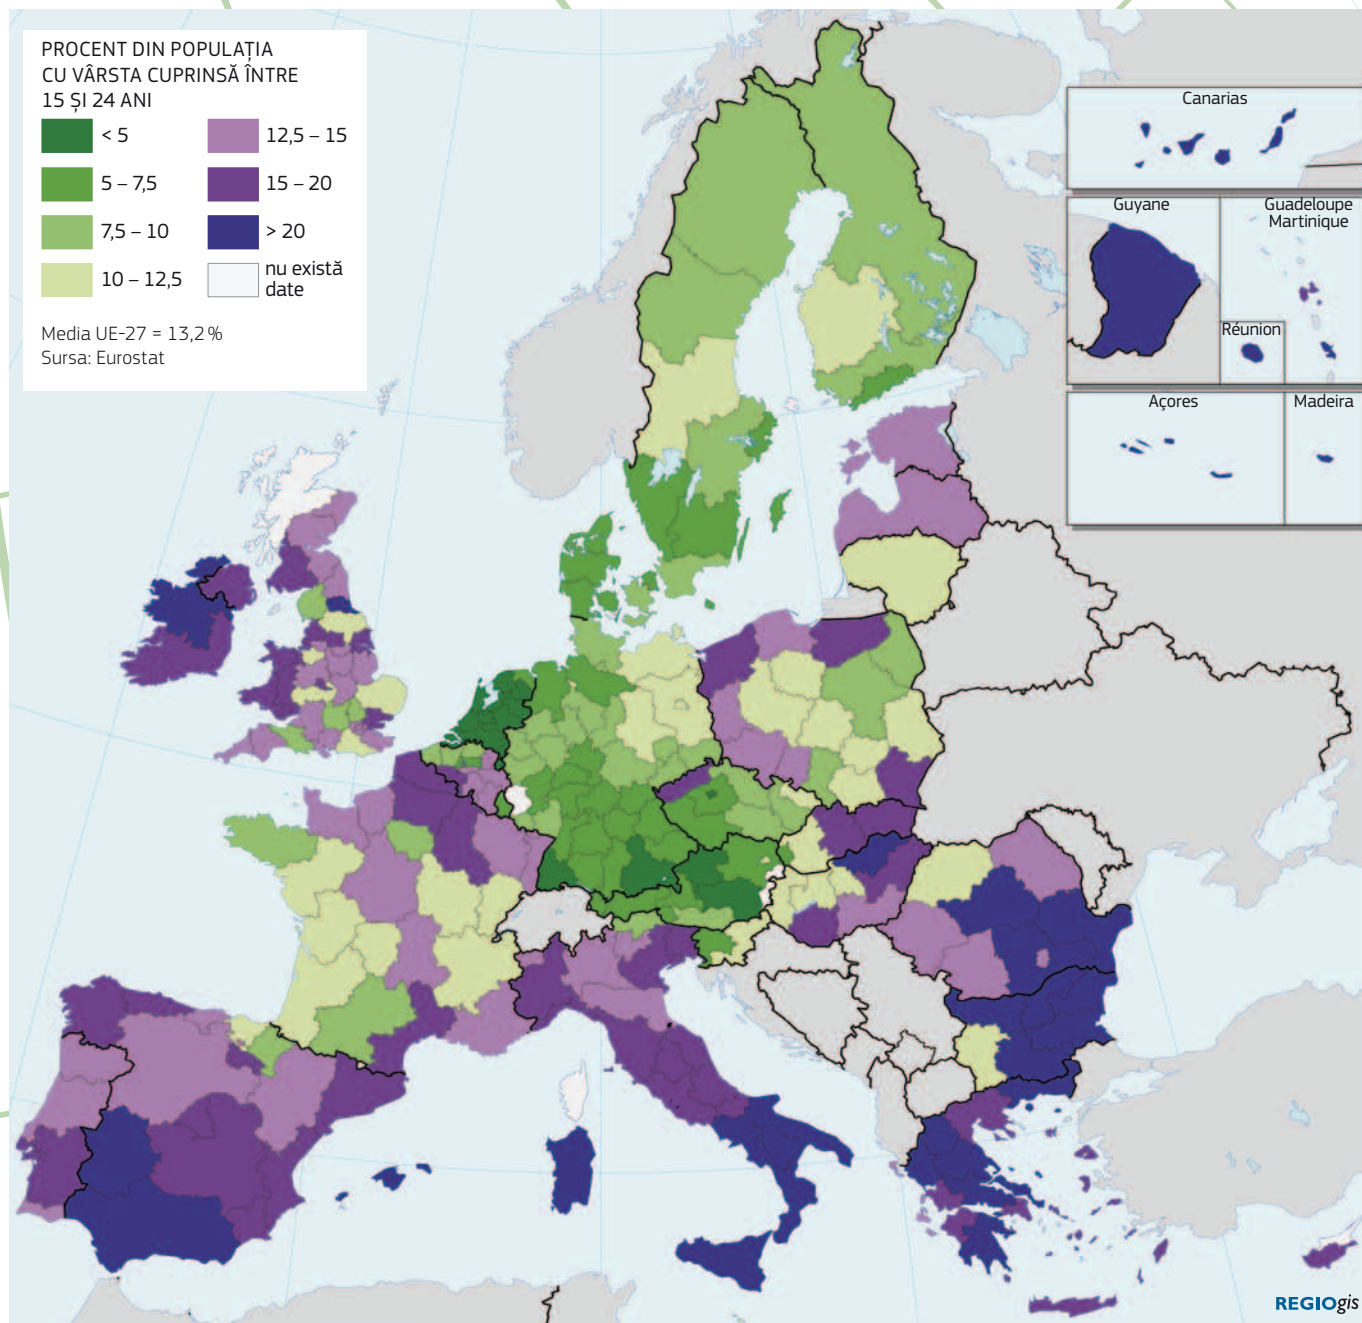 PROCENT DIN POPULAȚIA
CU VÂRSTA CUPRINSĂ ÎNTRE
15 ȘI 24 ANI
< 5
5 – 7,5
7,5 – 10
10 – 12,5
12,5 – 15
15 – 20
> 20
nu există
date
Media UE-27 = 13,2 %
Sursa: Eurostat
Canarias
Guyane
Guadeloupe
Martinique
Réunion
Açores
Madeira
REGIOgis